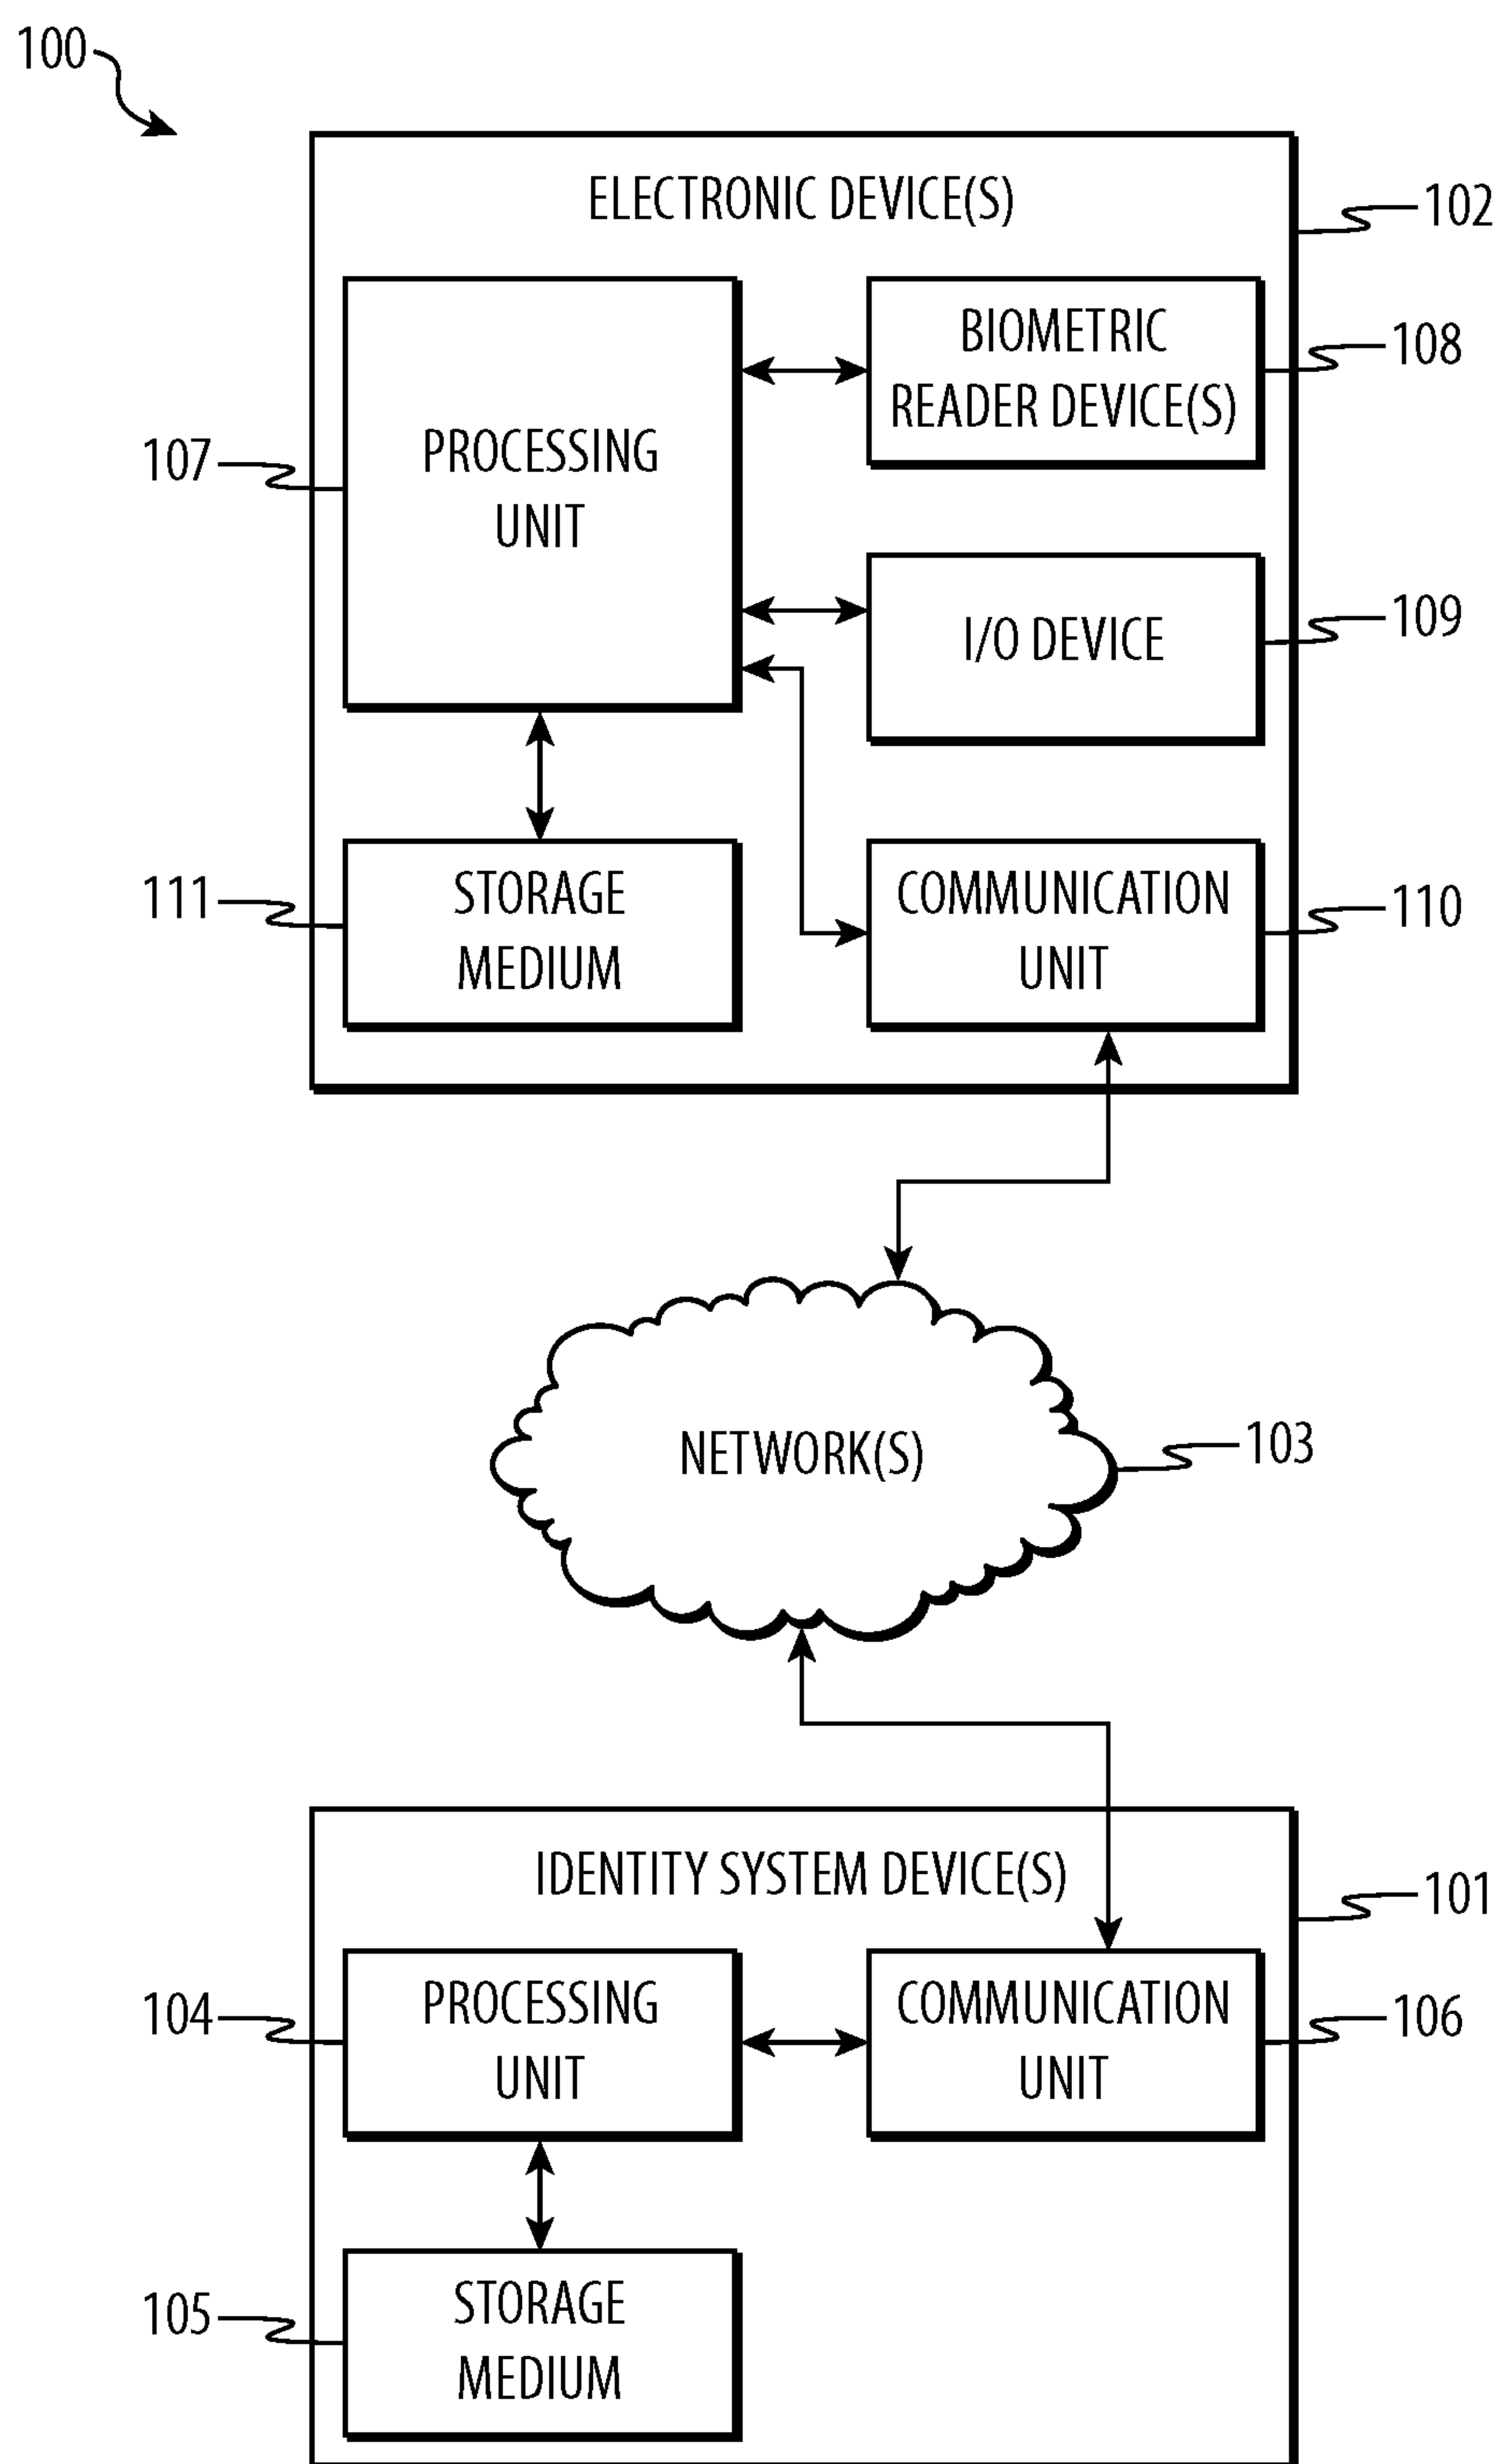 100
ELECTRONIC DEVICE(S)
102
BIOMETRIC
READER DEVICE(S)
108
107
PROCESSING
UNIT
I/O DEVICE
109
111
STORAGE
MEDIUM
COMMUNICATION
UNIT
110
NETWORK(S)
103
IDENTITY SYSTEM DEVICE(S)
101
104
PROCESSING
UNIT
COMMUNICATION
UNIT
106
105
STORAGE
MEDIUM